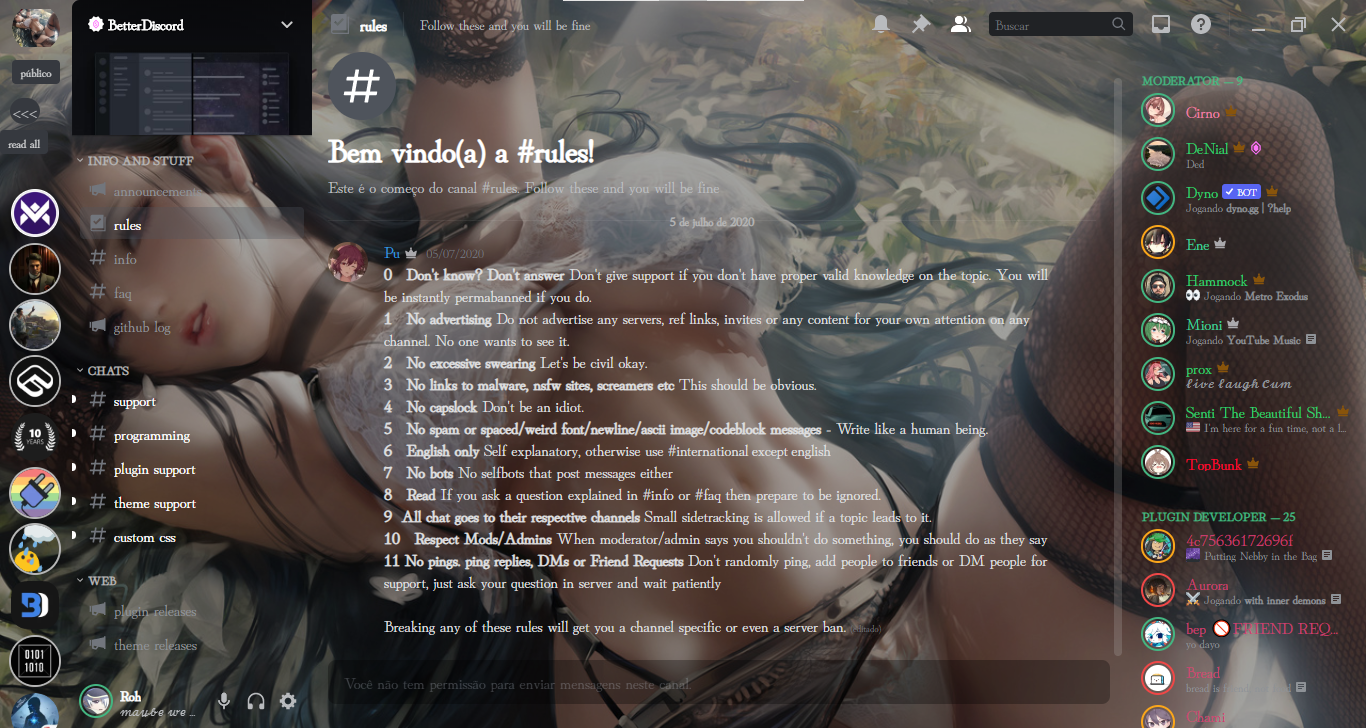 BetterDiscord
rules
Follow these and you will be fine
Buscar
público
<<<
read all
INFO AND STUFF
announcements
rules
info
faq
github log
CHATS
support
programming
plugin support
theme support
custom css
WEB
plugin releases
theme releases
10
YEARS
0101
1010
Roh
maybe we ...
Bem vindo(a) a #rules!
Este é o começo do canal #rules. Follow these and you will be fine
5 de julho de 2020
Pu 05/07/2020
0 Don't know? Don't answer Don't give support if you don't have proper valid knowledge on the topic. You will
be instantly permabanned if you do.
1 No advertising Do not advertise any servers, ref links, invites or any content for your own attention on any
channel. No one wants to see it.
2 No excessive swearing Let's be civil okay.
3 No links to malware, nsfw sites, screamers etc This should be obvious.
4 No capslock Don't be an idiot.
5 No spam or spaced/weird font/newline/ascii image/codeblock messages - Write like a human being.
6 English only Self explanatory, otherwise use #international except english
7 No bots No selfbots that post messages either
8 Read If you ask a question explained in #info or #faq then prepare to be ignored.
9 All chat goes to their respective channels Small sidetracking is allowed if a topic leads to it.
10 Respect Mods/Admins When moderator/admin says you shouldn't do something, you should do as they say
11 No pings. ping replies, DMs or Friend Requests Don't randomly ping, add people to friends or DM people for
support, just ask your question in server and wait patiently
Breaking any of these rules will get you a channel specific or even a server ban. (editado)
Você não tem permissão para enviar mensagens neste canal.
MODERATOR — 9
Cirno
DeNial
Ded
Dyno BOT
Jogando dyno.gg | ?help
Ene
Hammock
Jogando Metro Exodus
Mioni
Jogando YouTube Music
prox
live laugh cum
Senti The Beautiful Sh...
I'm here for a fun time, not a l...
TopBunk
PLUGIN DEVELOPER — 25
4c75636172696f
Putting Nebby in the Bag
Aurora
Jogando with inner demons
bep FRIEND REQ...
yo dayo
Bread